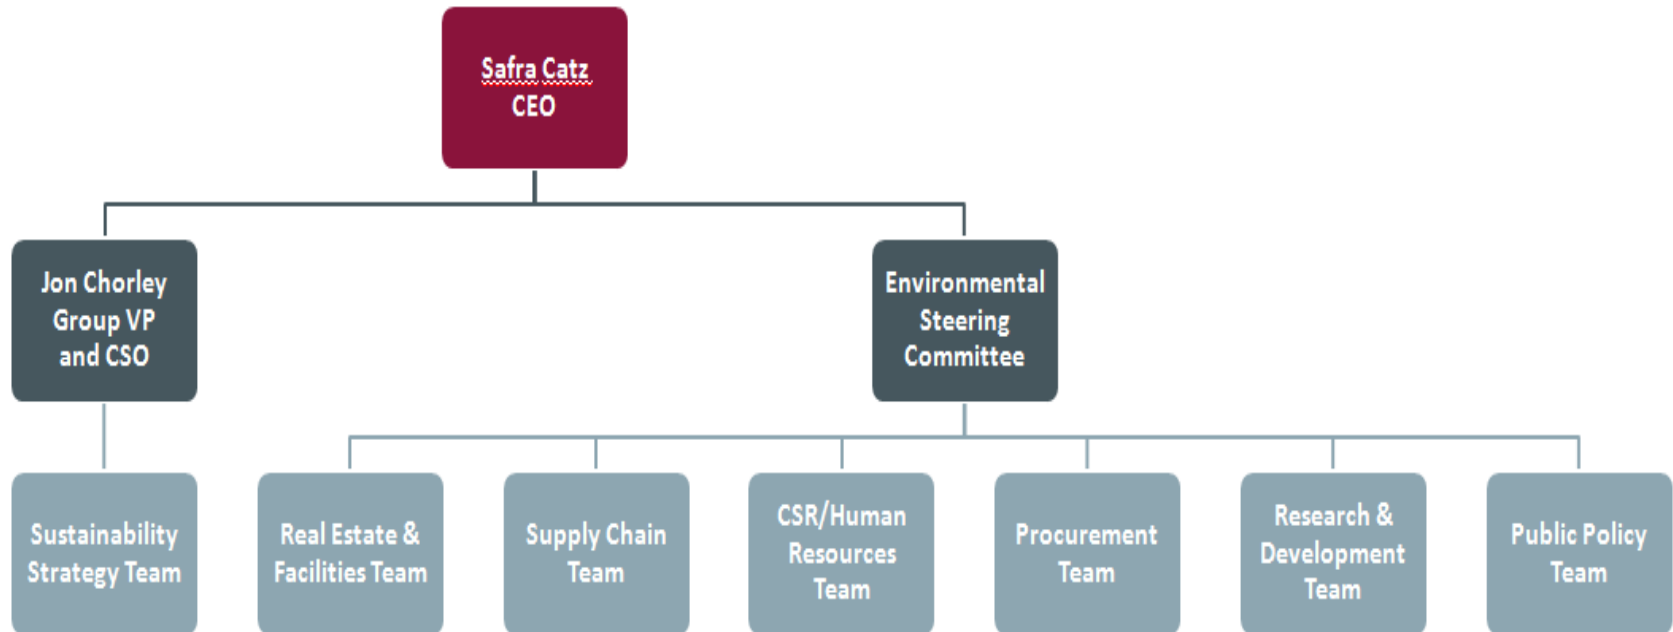 Safra Catz
CEO
Jon Chorley
Group VP
and CSO
Environmental
Steering
Committee
Sustainability
Strategy Team
Real Estate &
Facilities Team
Supply Chain
Team
CSR/Human
Resources
Team
Procurement
Team
Research &
Development
Team
Public Policy
Team